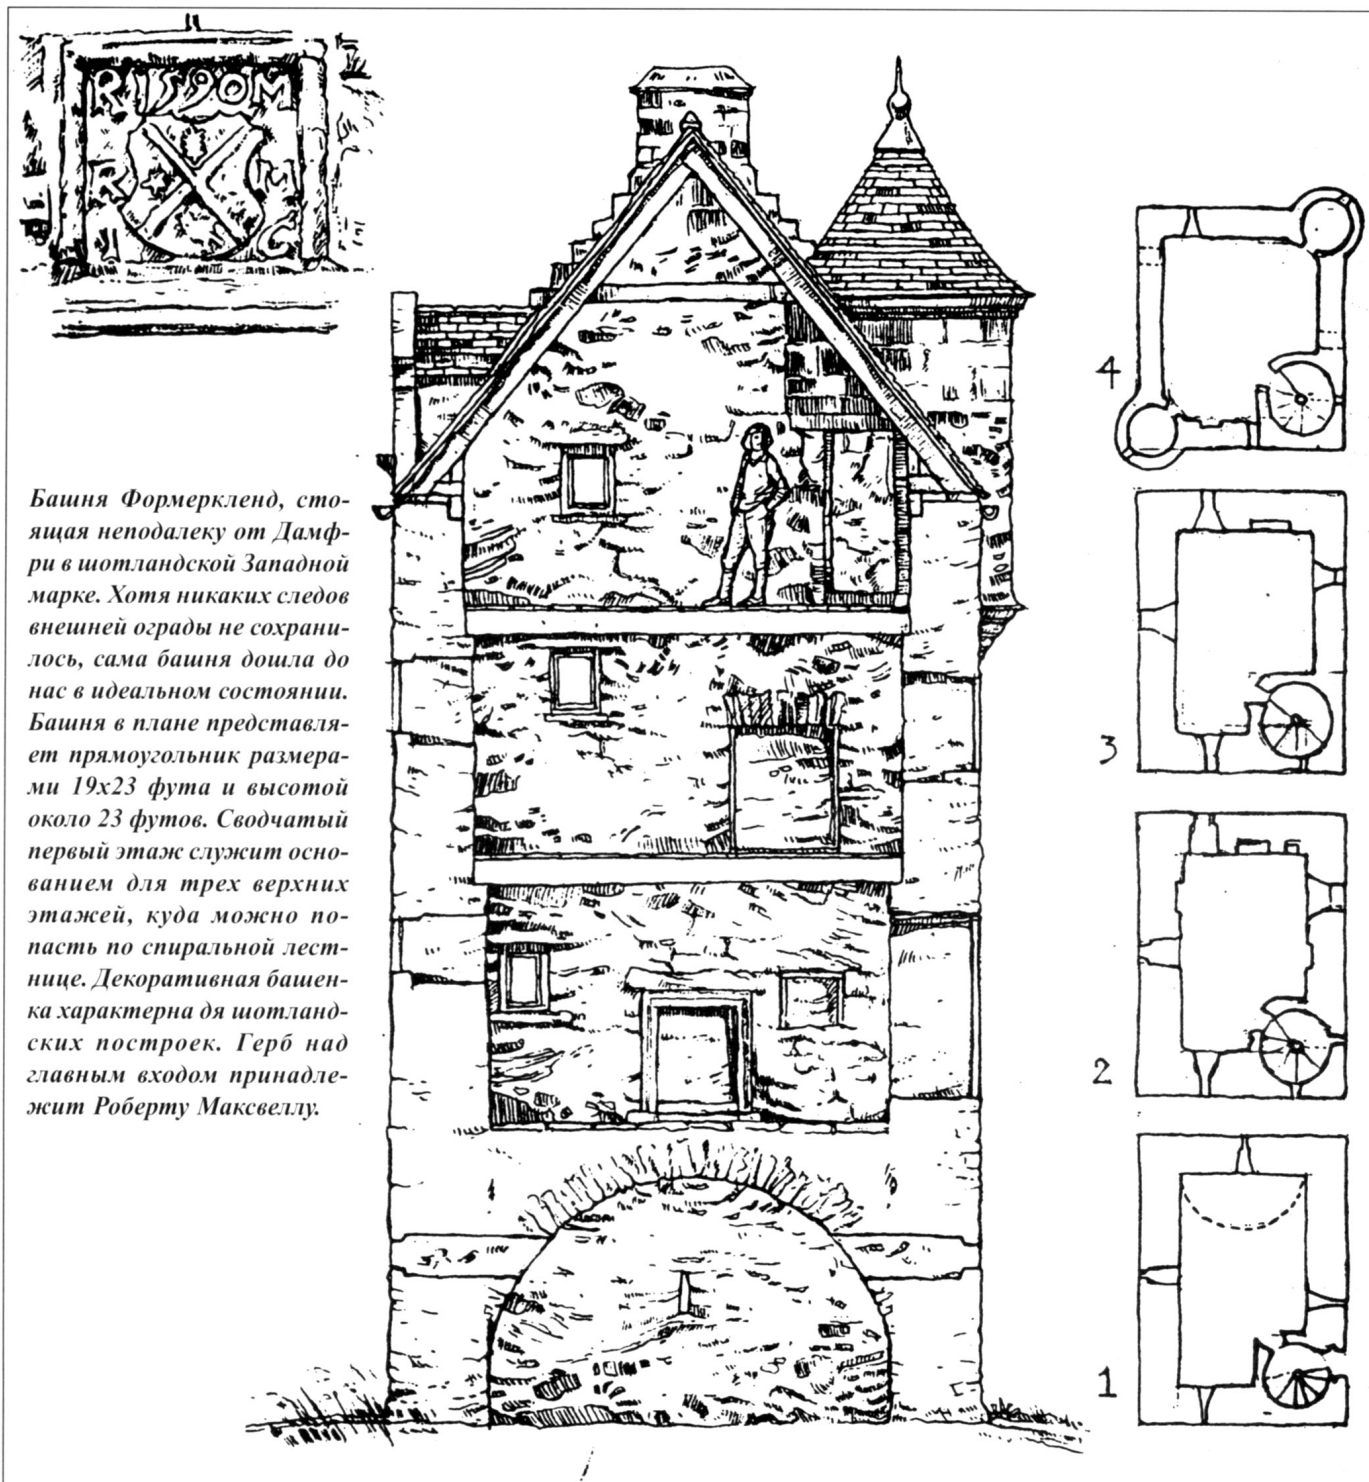 R 1590 M
R M
I G
Башня Формеркленд, сто-
ящая неподалеку от Дамф-
ри в шотландской Западной
марке. Хотя никаких следов
внешней ограды не сохрани-
лось, сама башня дошла до
нас в идеальном состоянии.
Башня в плане представля-
ет прямоугольник размера-
ми 19х23 фута и высотой
около 23 футов. Сводчатый
первый этаж служит осно-
ванием для трех верхних
этажей, куда можно по-
пасть по спиральной лест-
нице. Декоративная башен-
ка характерна дя шотланд-
ских построек. Герб над
главным входом принадле-
жит Роберту Максвеллу.
4
3
2
1